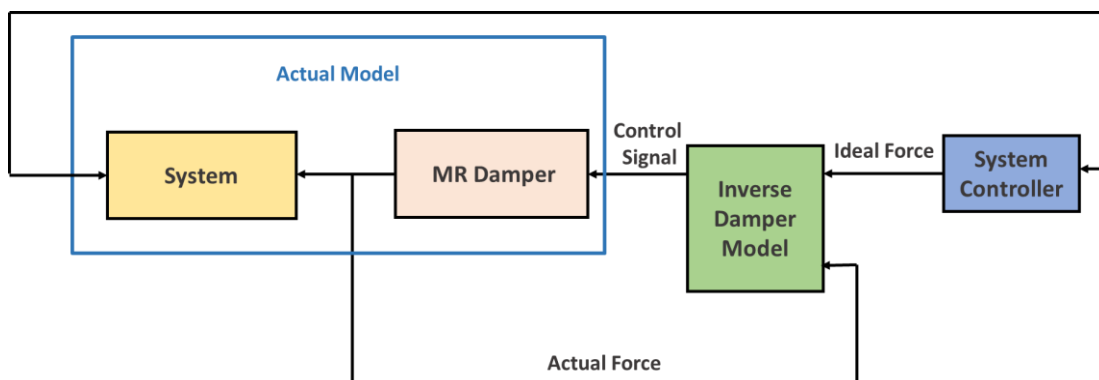 Actual Model
System
MR Damper
Control
Signal
Inverse
Damper
Model
Ideal Force
System
Controller
Actual Force